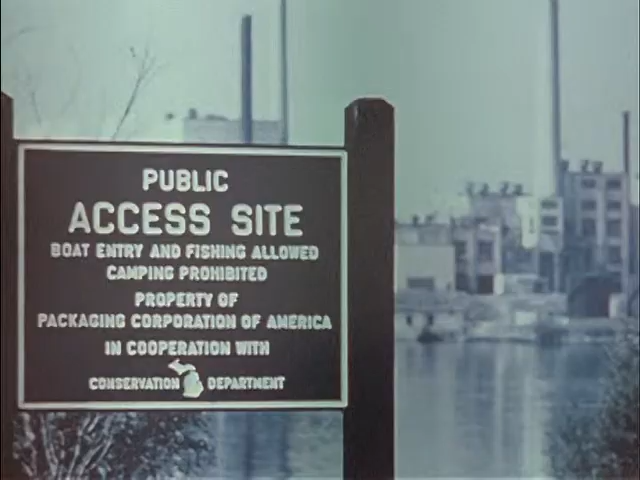 PUBLIC
ACCESS SITE
BOAT ENTRY AND FISHING ALLOWED
CAMPING PROHIBITED
PROPERTY OF
PACKAGING CORPORATION OF AMERICA
IN COOPERATION WITH
CONSERVATION DEPARTMENT